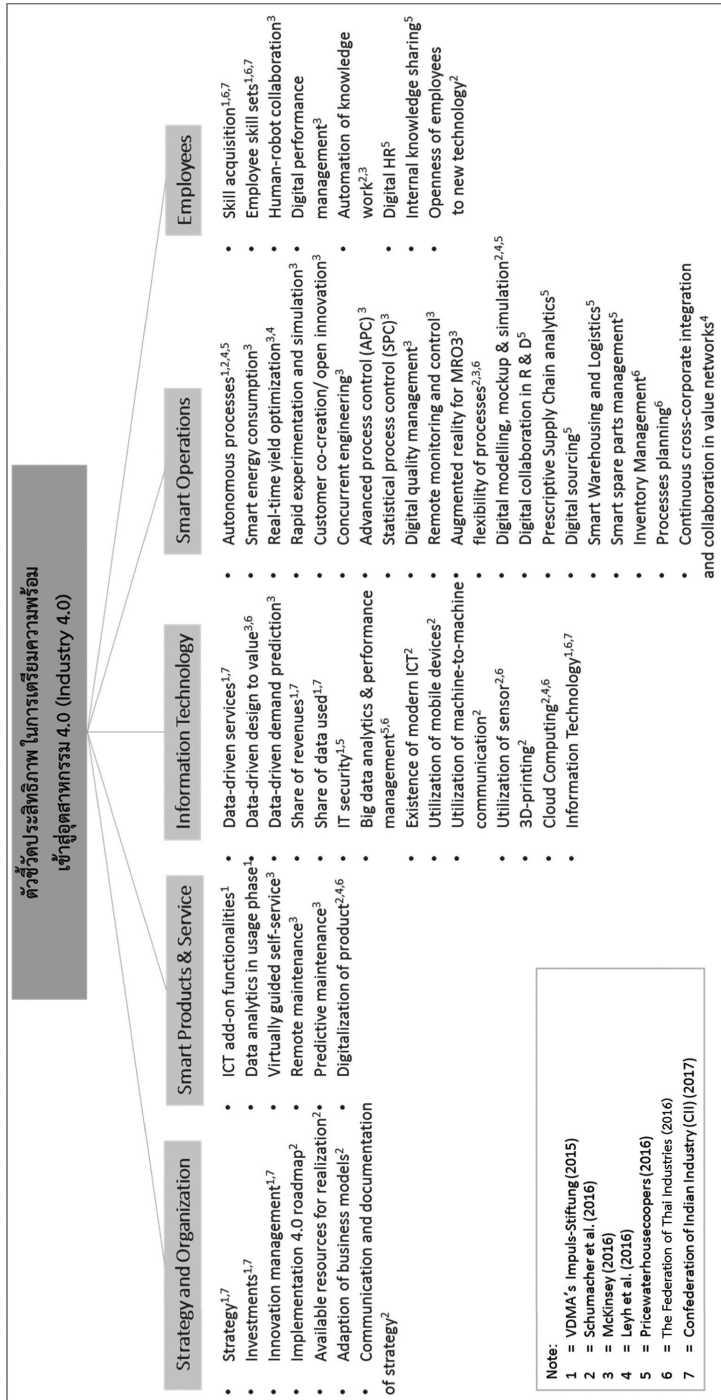 ตัวชี้วัดประสิทธิภาพ ในการเตรียมความพร้อม
เข้าสู่อุตสาหกรรม 4.0 (Industry 4.0)
Strategy and Organization
• Strategy1,7
• Investments1,7
• Innovation management1,7
• Implementation 4.0 roadmap2
• Available resources for realization2
• Adaption of business models2
• Communication and documentation
of strategy2
Smart Products & Service
• ICT add-on functionalities1
• Data analytics in usage phase1
• Virtually guided self-service3
• Remote maintenance3
• Predictive maintenance3
• Digitalization of product2,4,6
Information Technology
• Data-driven services1,7
• Data-driven design to value3,6
• Data-driven demand prediction3
• Share of revenues1,7
• Share of data used1,7
• IT security1,5
• Big data analytics & performance
management5,6
• Existence of modern ICT2
• Utilization of mobile devices2
• Utilization of machine-to-machine
communication2
• Utilization of sensor2,6
• 3D-printing2
• Cloud Computing2,4,6
• Information Technology1,6,7
Smart Operations
• Autonomous processes1,2,4,5
• Smart energy consumption3
• Real-time yield optimization3,4
• Rapid experimentation and simulation3
• Customer co-creation/ open innovation3
• Concurrent engineering3
• Advanced process control (APC) 3
• Statistical process control (SPC)3
• Digital quality management3
• Remote monitoring and control3
• Augmented reality for MRO33
• flexibility of processes2,3,6
• Digital modelling, mockup & simulation2,4,5
• Digital collaboration in R & D5
• Prescriptive Supply Chain analytics5
• Digital sourcing5
• Smart Warehousing and Logistics5
• Smart spare parts management5
• Inventory Management6
• Processes planning6
• Continuous cross-corporate integration
and collaboration in value networks4
Employees
• Skill acquisition1,6,7
• Employee skill sets1,6,7
• Human-robot collaboration3
• Digital performance
management3
• Automation of knowledge
work2,3
• Digital HR5
• Internal knowledge sharing5
• Openness of employees
to new technology2
Note:
1 = VDMA's Impuls-Stiftung (2015)
2 = Schumacher et al. (2016)
3 = McKinsey (2016)
4 = Leyh et al. (2016)
5 = Pricewaterhousecoopers (2016)
6 = The Federation of Thai Industries (2016)
7 = Confederation of Indian Industry (CII) (2017)